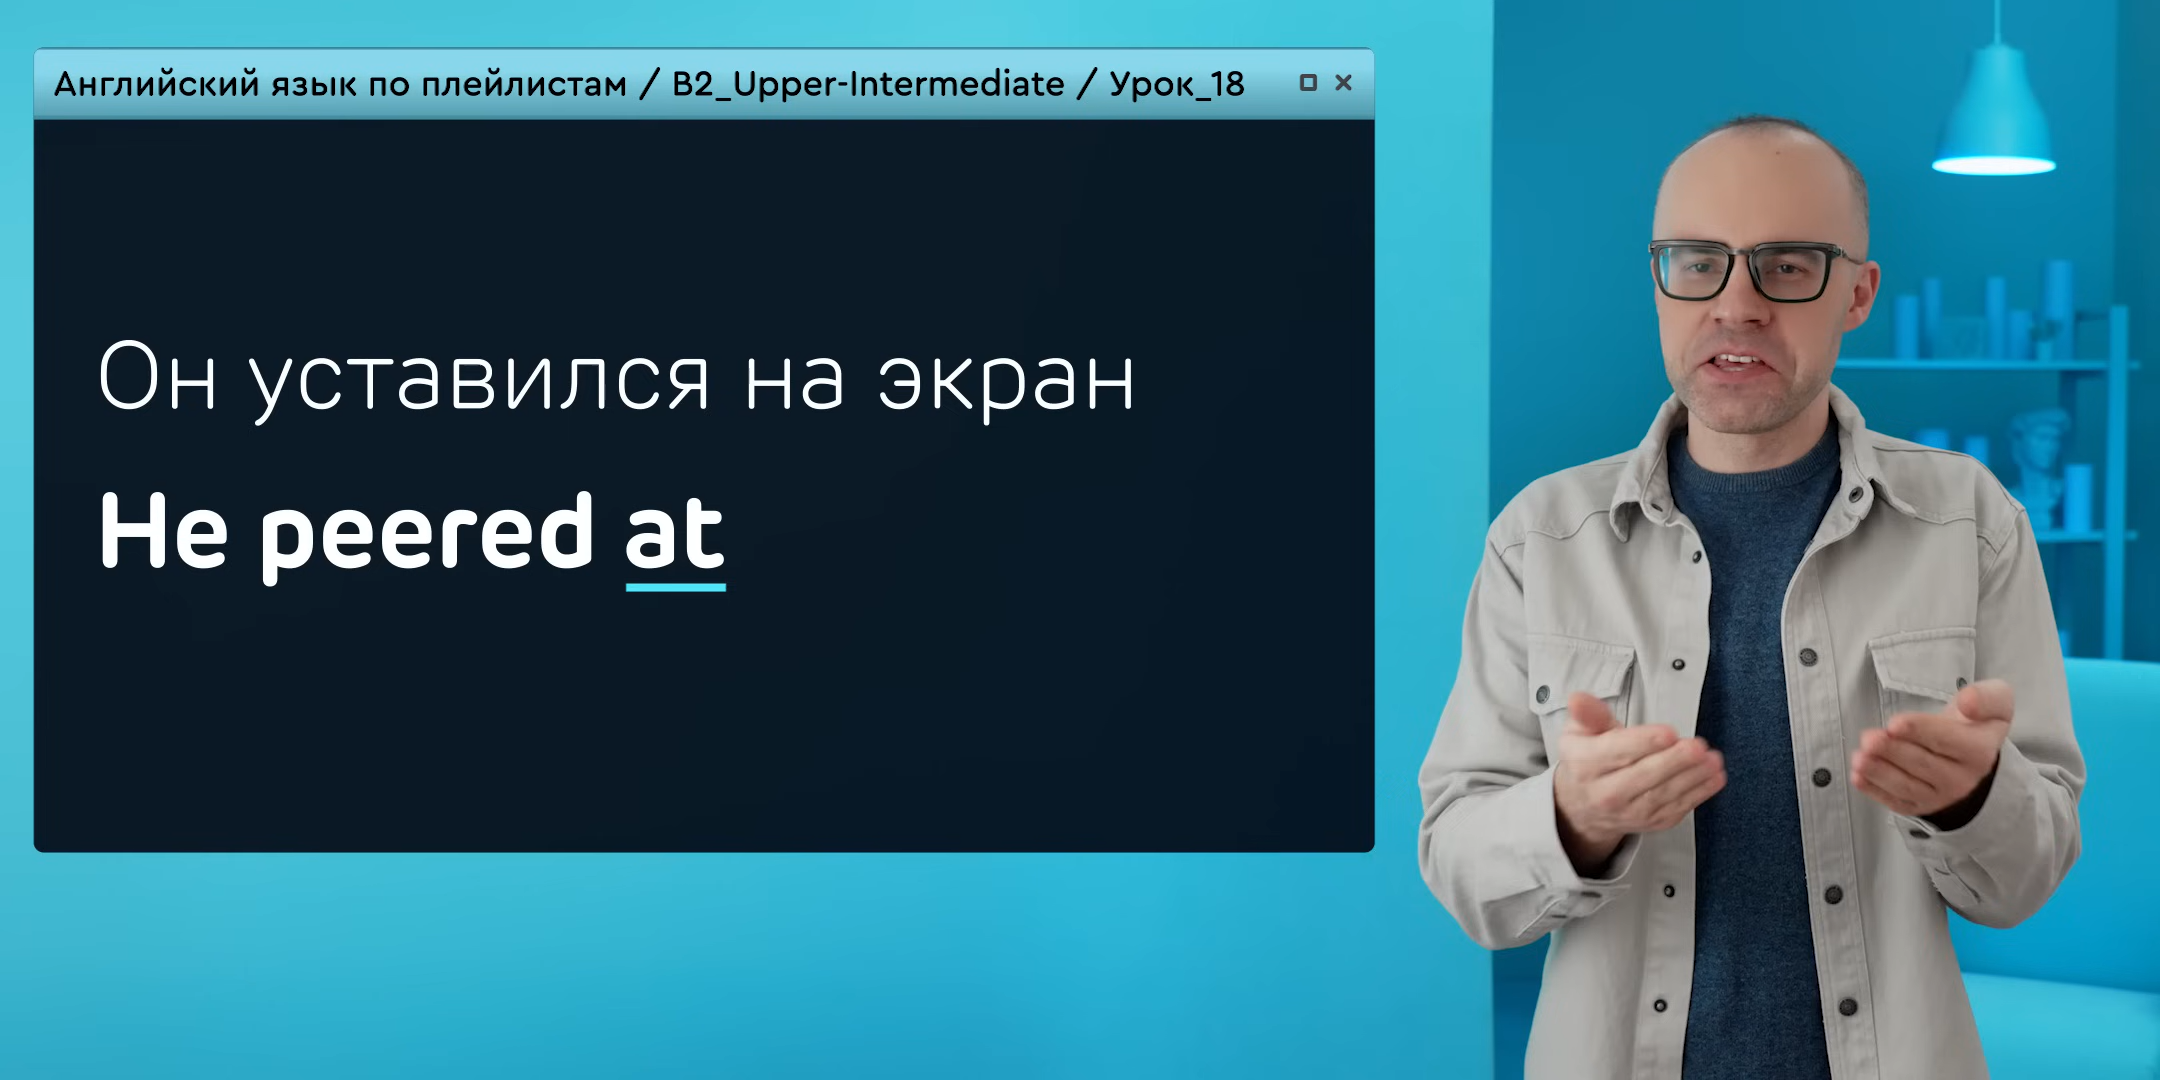 Английский язык по плейлистам / B2_Upper-Intermediate / Урок_18
Он уставился на экран
He peered at